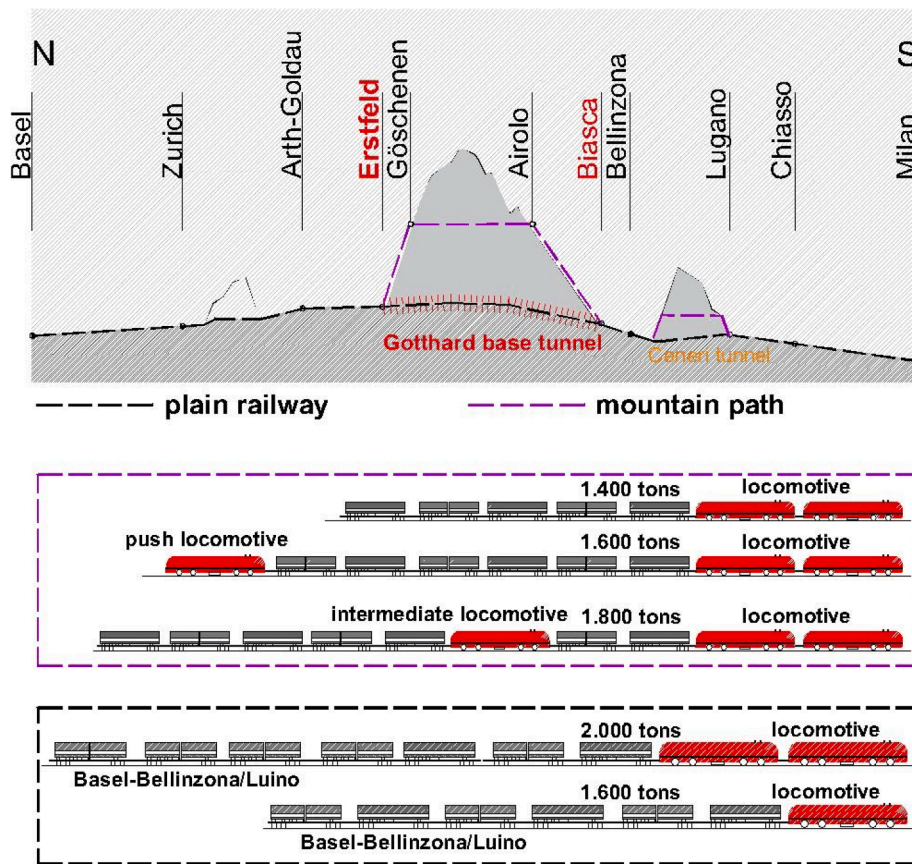 N
S
Basel
Zurich
Arth-Goldau
Erstfeld
Göschenen
Airolo
Biasca
Bellinzona
Lugano
Chiasso
Milan
Gotthard base tunnel
Ceneri tunnel
plain railway
mountain path
1.400 tons
locomotive
push locomotive
1.600 tons
locomotive
intermediate locomotive
1.800 tons
locomotive
2.000 tons
locomotive
Basel-Bellinzona/Luino
1.600 tons
locomotive
Basel-Bellinzona/Luino